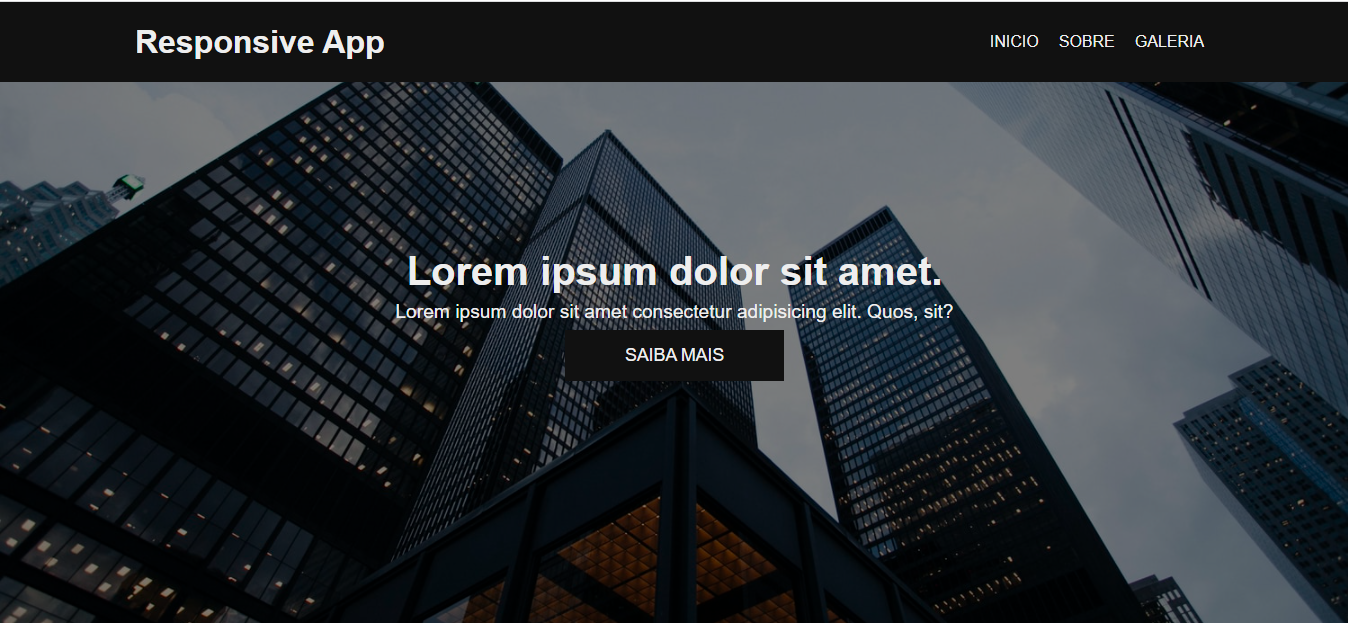 Responsive App
INICIO SOBRE GALERIA
Lorem ipsum dolor sit amet.
Lorem ipsum dolor sit amet consectetur adipisicing elit. Quos, sit?
SAIBA MAIS